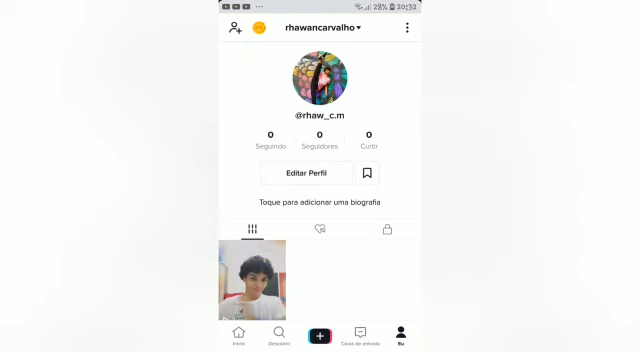 28% 20:32
rhawancarvalho
@rhaw_c.m
0 0 0
Seguindo Seguidores Curtir
Editar Perfil
Toque para adicionar uma biografia
Início Descobrir Caixa de entrada Eu